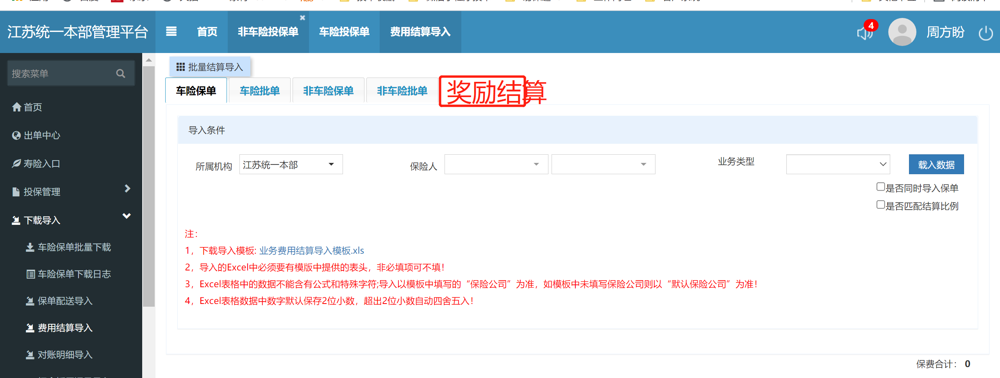 江苏统一本部管理平台
首页
非车险投保单
车险投保单
费用结算导入
4
周方盼
搜索菜单
首页
出单中心
寿险入口
投保管理
下载导入
车险保单批量下载
车险保单下载日志
保单配送导入
费用结算导入
对账明细导入
批量结算导入
车险保单
车险批单
非车险保单
非车险批单
奖励结算
导入条件
所属机构
江苏统一本部
保险人
业务类型
载入数据
是否同时导入保单
是否匹配结算比例
注：
1，下载导入模板: 业务费用结算导入模板.xls
2，导入的Excel中必须要有模版中提供的表头，非必填项可不填！
3，Excel表格中的数据不能含有公式和特殊字符;导入以模板中填写的“保险公司”为准，如模板中未填写保险公司则以“默认保险公司”为准！
4，Excel表格数据中数字默认保存2位小数，超出2位小数自动四舍五入！
保费合计： 0